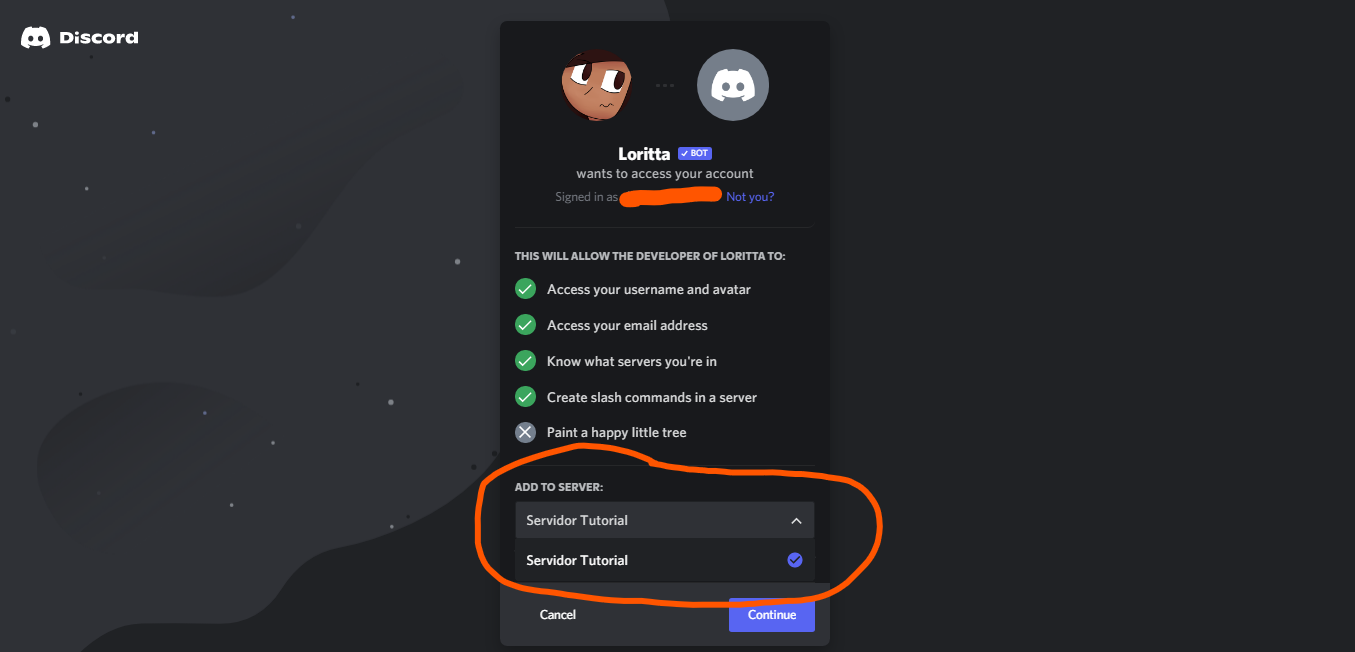 Discord
Loritta ✓ BOT
wants to access your account
Signed in as Not you?
THIS WILL ALLOW THE DEVELOPER OF LORITTA TO:
Access your username and avatar
Access your email address
Know what servers you're in
Create slash commands in a server
Paint a happy little tree
ADD TO SERVER:
Servidor Tutorial
Servidor Tutorial
Cancel
Continue